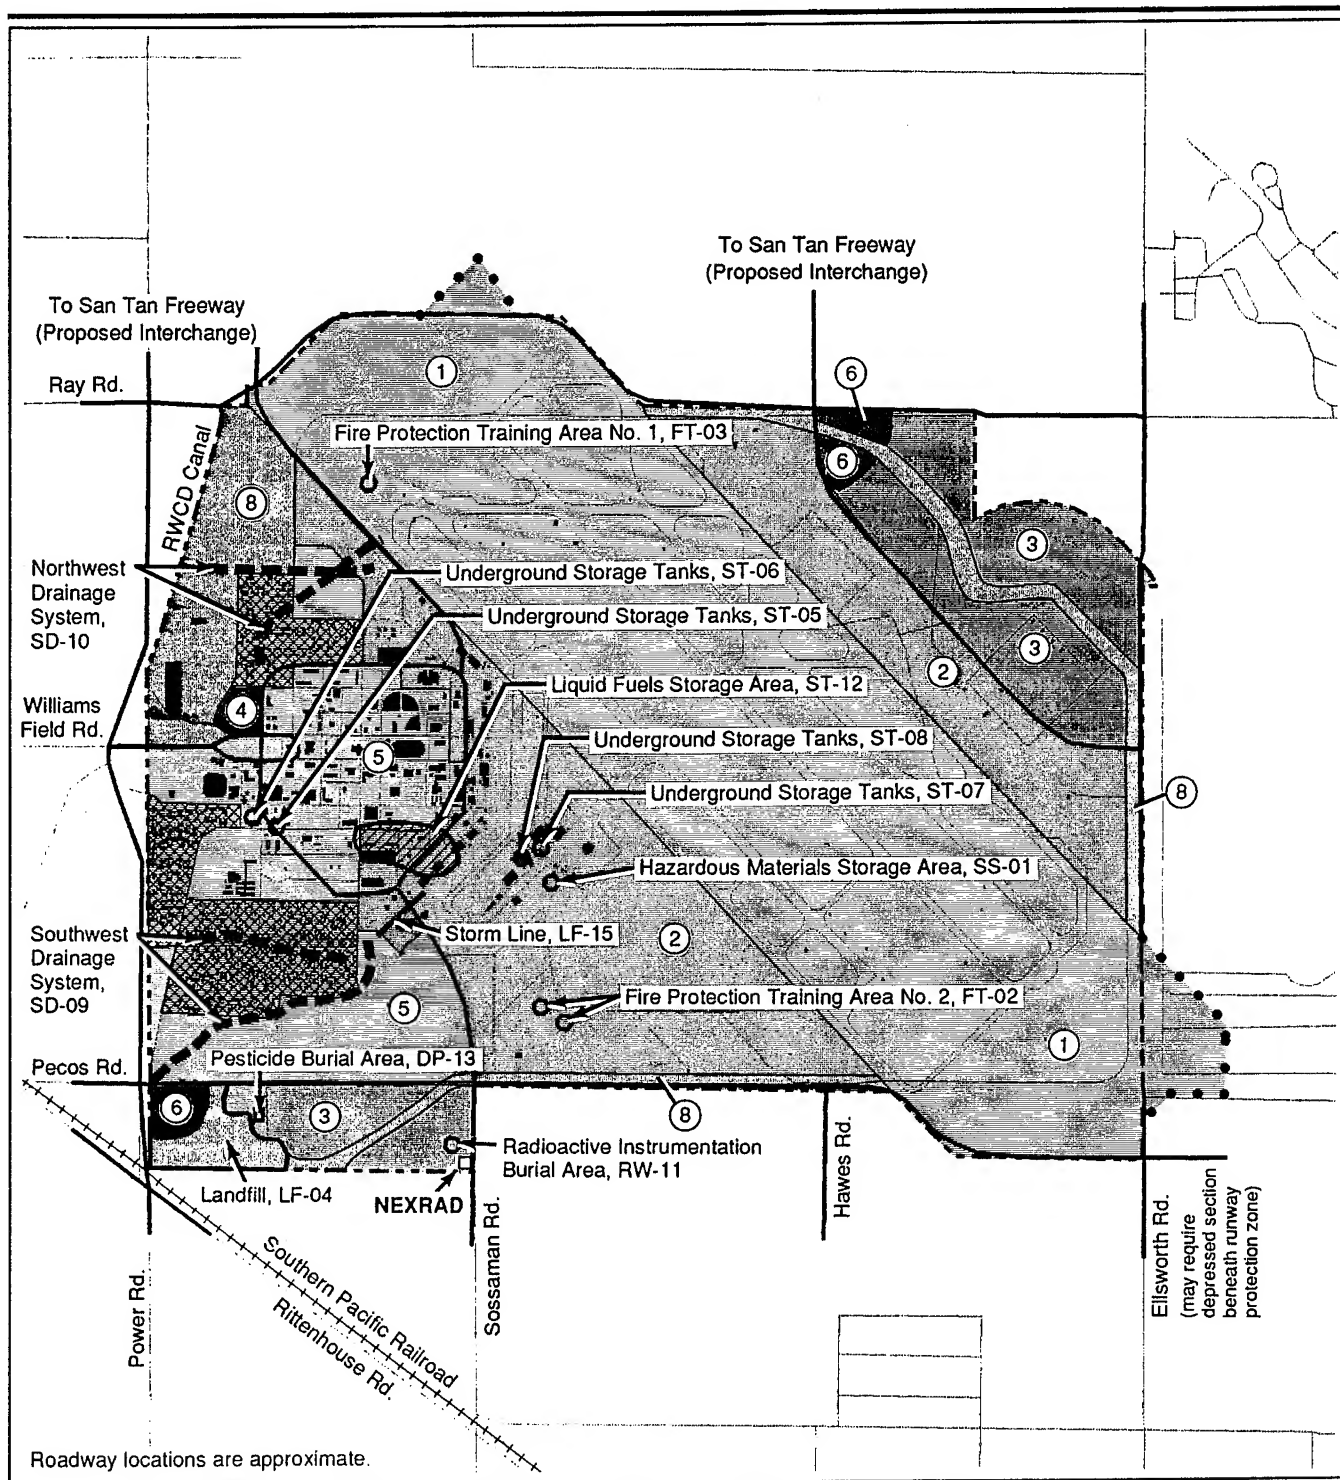 To San Tan Freeway
(Proposed Interchange)
To San Tan Freeway
(Proposed Interchange)
Ray Rd.
1
6
Fire Protection Training Area No. 1, FT-03
6
RWCD Canal
8
3
Northwest
Drainage
System,
SD-10
Underground Storage Tanks, ST-06
Underground Storage Tanks, ST-05
3
2
Liquid Fuels Storage Area, ST-12
Williams
Field Rd.
4
5
Underground Storage Tanks, ST-08
Underground Storage Tanks, ST-07
8
Hazardous Materials Storage Area, SS-01
Southwest
Drainage
System,
SD-09
Storm Line, LF-15
2
Fire Protection Training Area No. 2, FT-02
5
1
Pecos Rd.
Pesticide Burial Area, DP-13
6
3
8
Radioactive Instrumentation
Burial Area, RW-11
Landfill, LF-04
NEXRAD
Hawes Rd.
Ellsworth Rd.
(may require
depressed section
beneath runway
protection zone)
Sossaman Rd.
Power Rd.
Southern Pacific Railroad
Rittenhouse Rd.
Roadway locations are approximate.